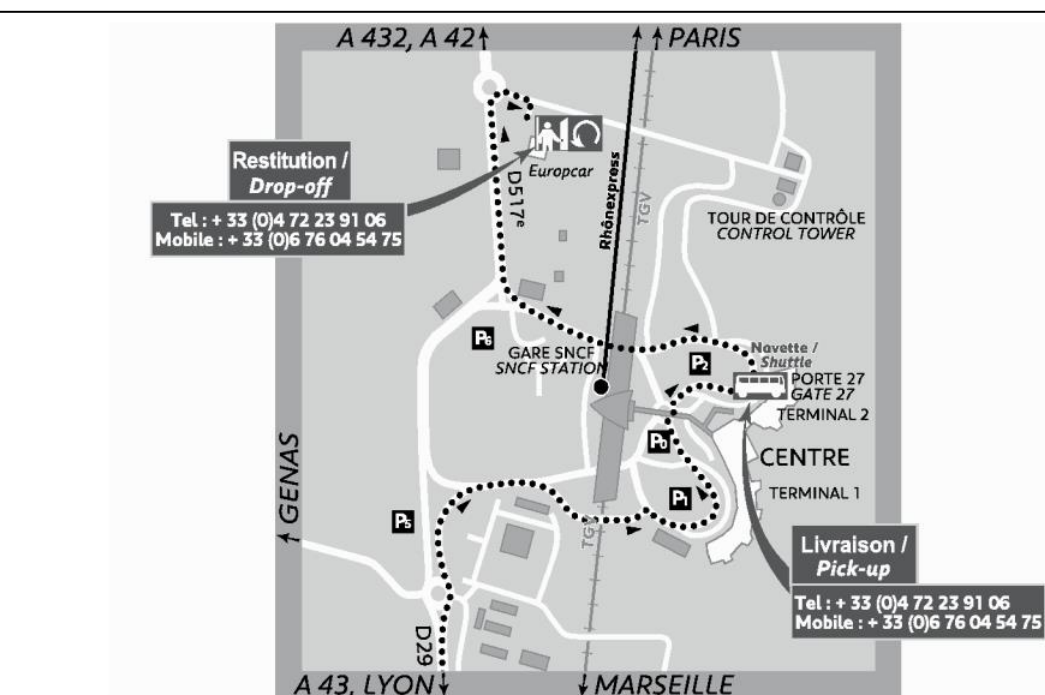 A 432, A 42
PARIS
Restitution /
Drop-off
Tel : + 33 (0)4 72 23 91 06
Mobile : + 33 (0)6 76 04 54 75
Europcar
D517e
Rhônexpress
TGV
TOUR DE CONTRÔLE
CONTROL TOWER
P6
GARE SNCF
SNCF STATION
P2
Navette /
Shuttle
PORTE 27
GATE 27
TERMINAL 2
P0
CENTRE
GENAS
P1
TERMINAL 1
P5
TGV
Livraison /
Pick-up
Tel : + 33 (0)4 72 23 91 06
Mobile : + 33 (0)6 76 04 54 75
D29
A 43, LYON
MARSEILLE